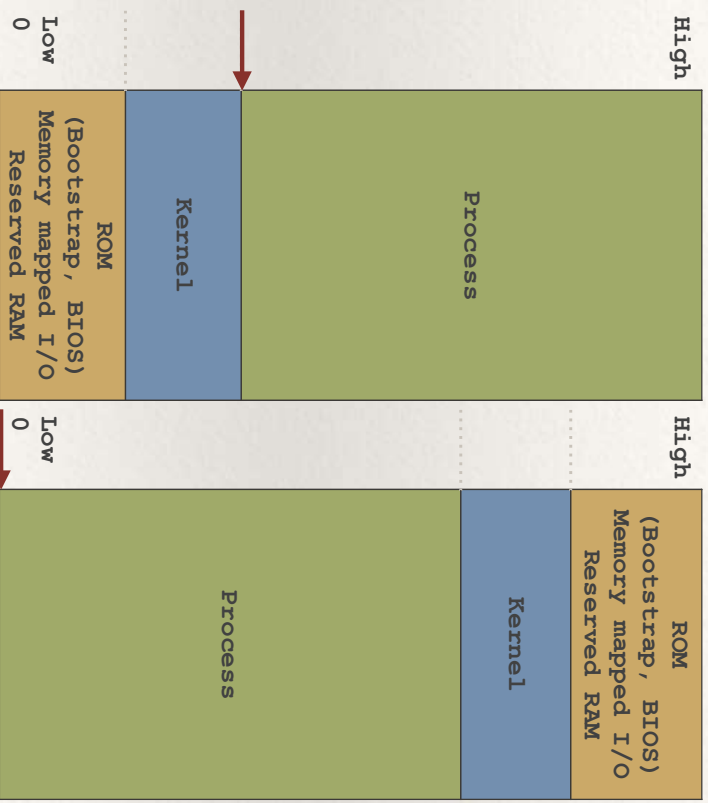 High
Process
Kernel
ROM
(Bootstrap, BIOS)
Memory mapped I/O
Reserved RAM
Low
0
High
ROM
(Bootstrap, BIOS)
Memory mapped I/O
Reserved RAM
Kernel
Process
Low
0